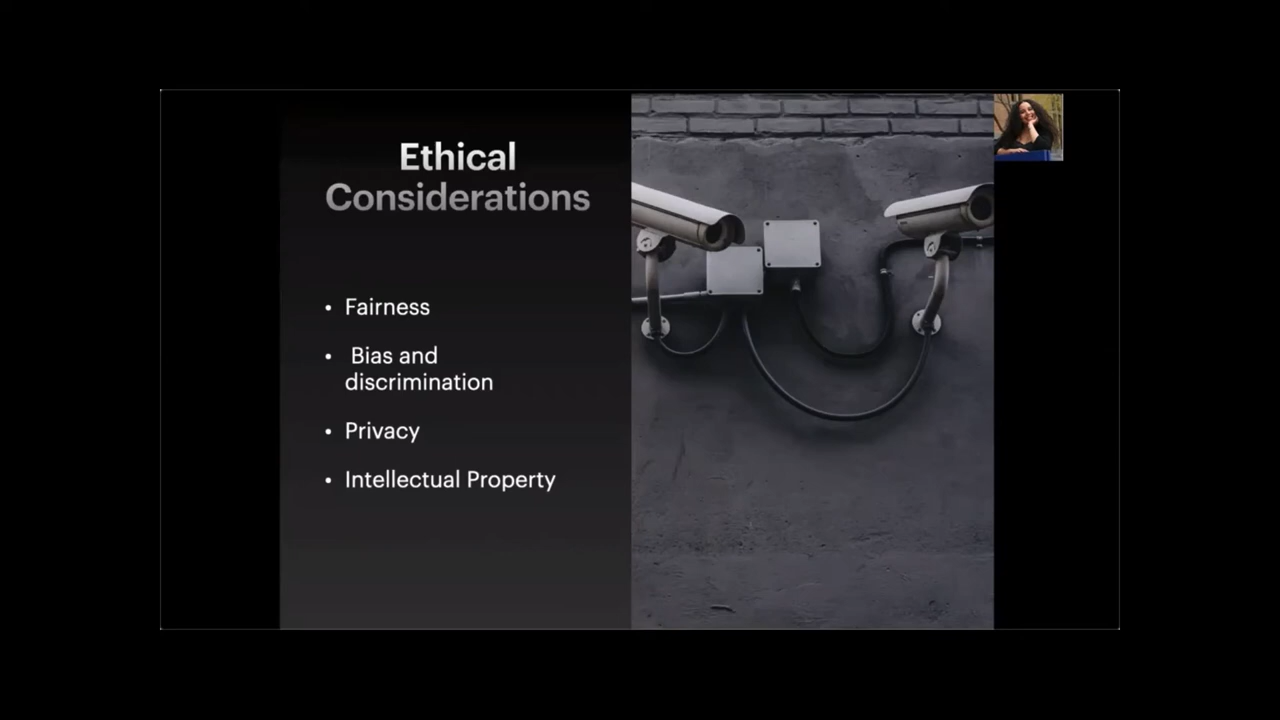 Ethical
Considerations
• Fairness
• Bias and
discrimination
• Privacy
• Intellectual Property